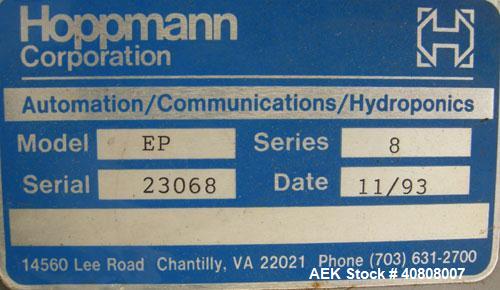 Hoppmann
Corporation
Automation/Communications/Hydroponics
Model EP Series 8
Serial 23068 Date 11/93
14560 Lee Road Chantilly, VA 22021 Phone (703) 631-2700
AEK Stock # 40808007